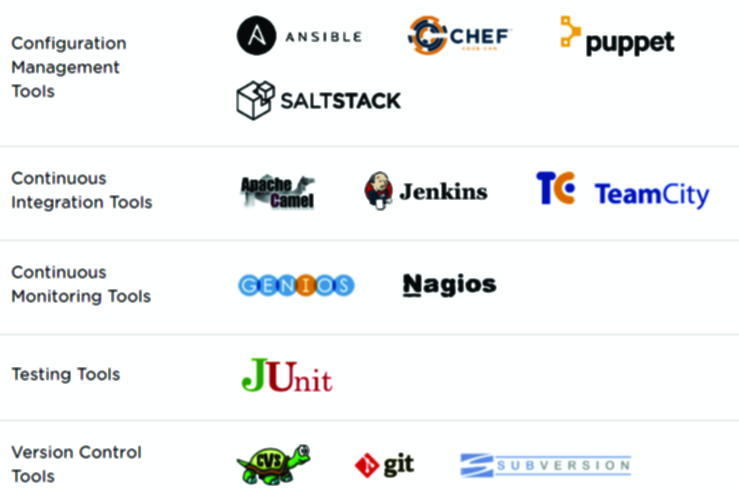 Configuration
Management
Tools
ANSIBLE
CHEF
puppet
SALTSTACK
Continuous
Integration Tools
Apache
Camel
Jenkins
TC TeamCity
Continuous
Monitoring Tools
GENIOS
Nagios
Testing Tools
JUnit
Version Control
Tools
CVS
git
SUBVERSION